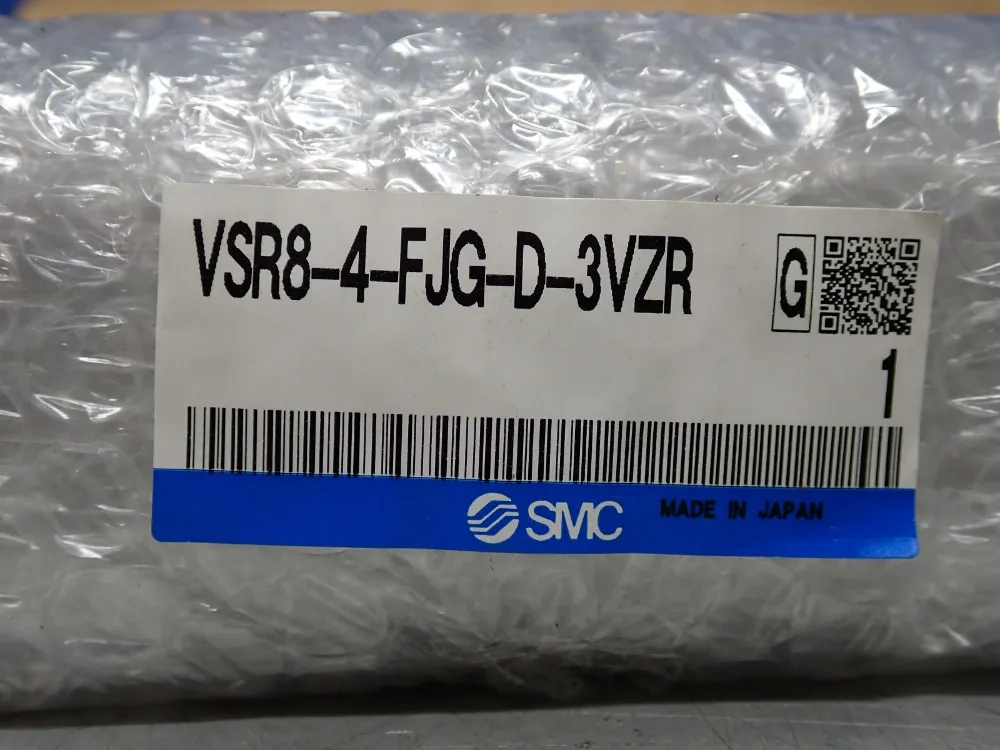 VSR8-4-FJG-D-3VZR
G
1
SMC MADE IN JAPAN